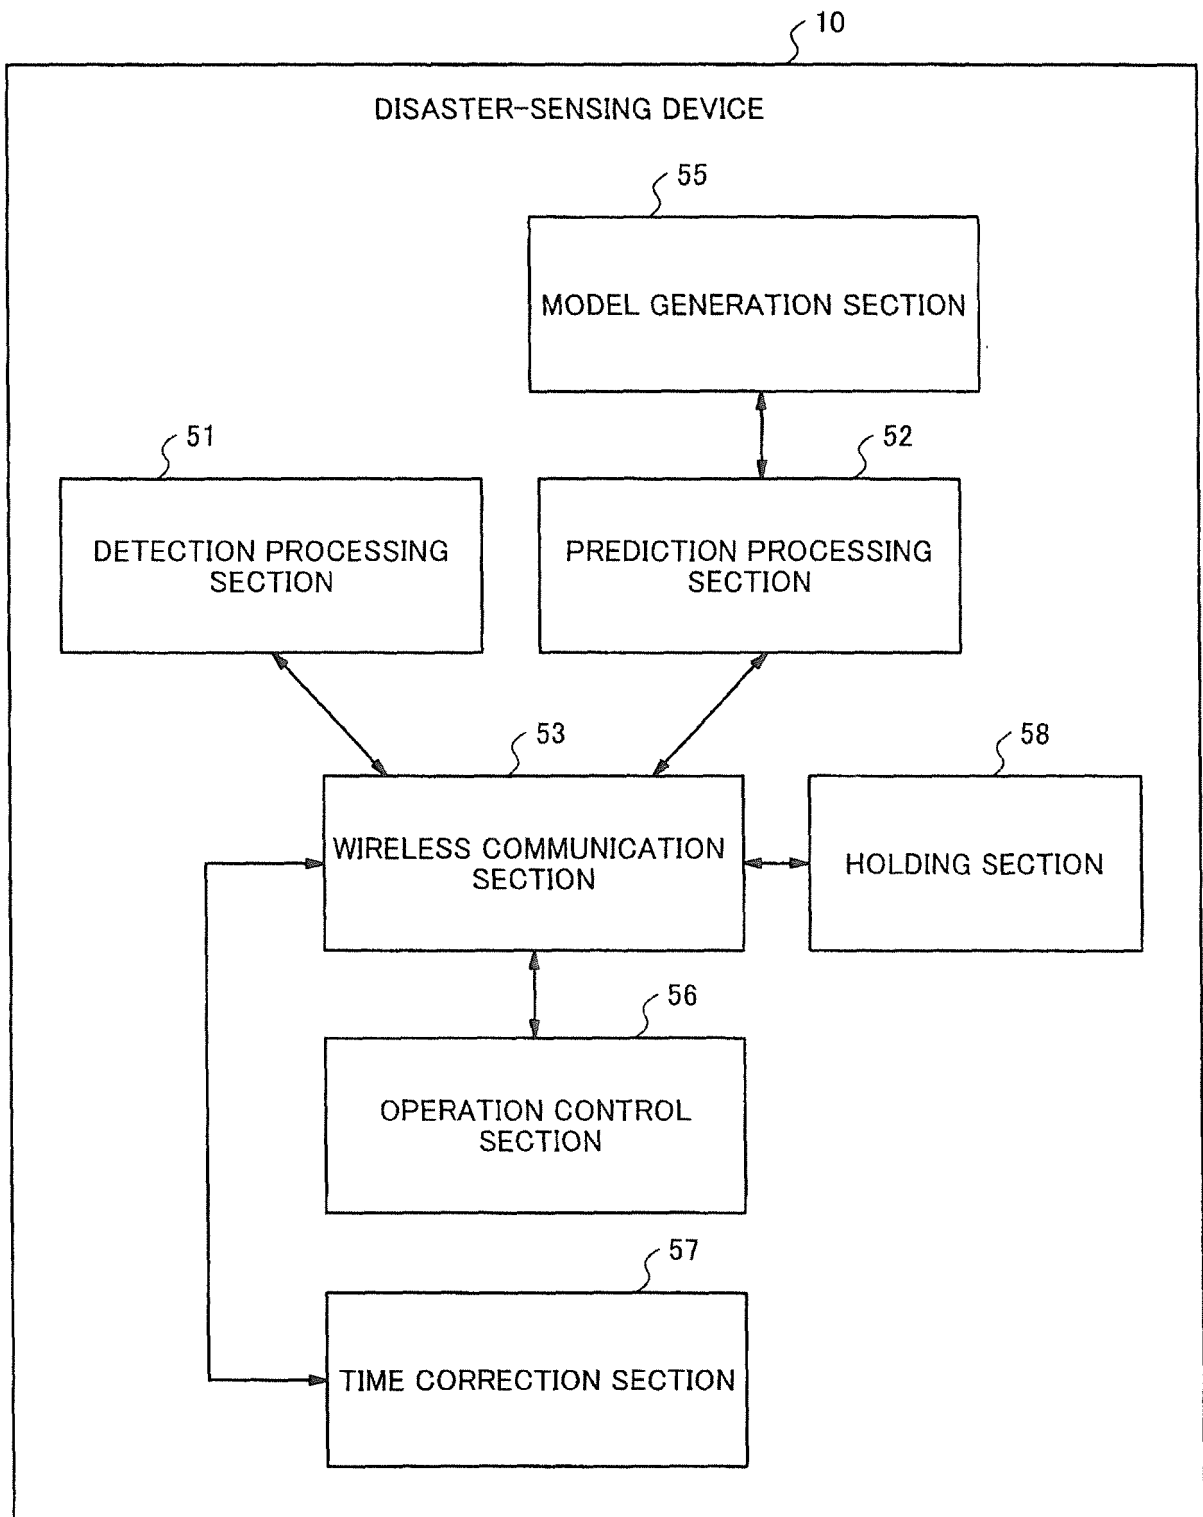 10
DISASTER-SENSING DEVICE
55
MODEL GENERATION SECTION
51
52
DETECTION PROCESSING
SECTION
PREDICTION PROCESSING
SECTION
53
58
WIRELESS COMMUNICATION
SECTION
HOLDING SECTION
56
OPERATION CONTROL
SECTION
57
TIME CORRECTION SECTION